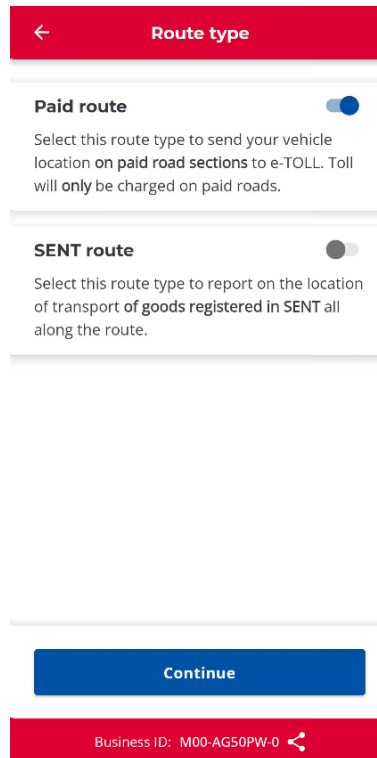 Route type
Paid route
Select this route type to send your vehicle
location on paid road sections to e-TOLL. Toll
will only be charged on paid roads.
SENT route
Select this route type to report on the location
of transport of goods registered in SENT all
along the route.
Continue
Business ID: M00-AG50PW-0